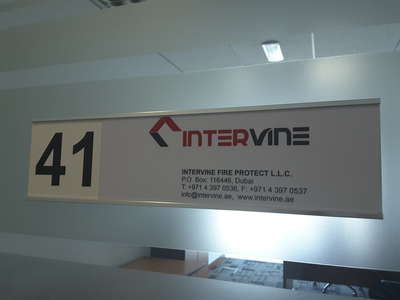 41
INTERVINE
INTERVINE FIRE PROTECT L.L.C.
P.O. Box: 116446, Dubai
T: +971 4 397 0536, F: +971 4 397 0537
info@intervine.ae, www.intervine.ae